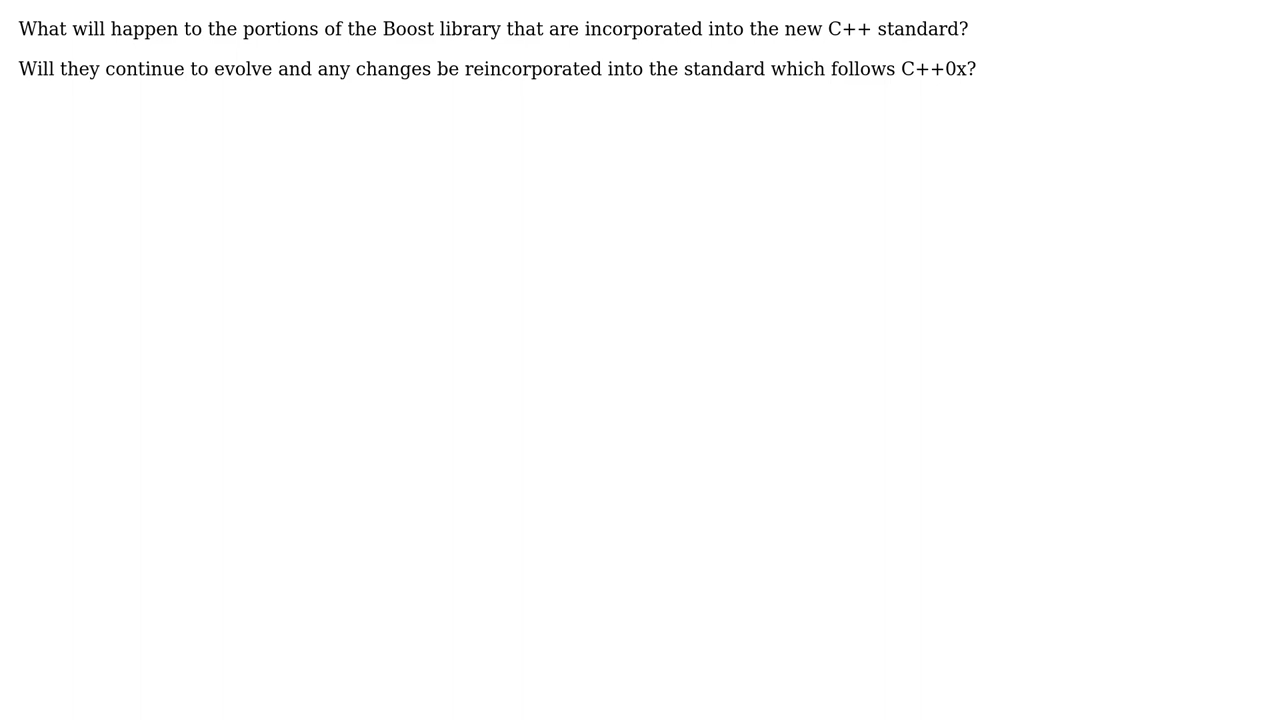 What will happen to the portions of the Boost library that are incorporated into the new C++ standard?
Will they continue to evolve and any changes be reincorporated into the standard which follows C++0x?